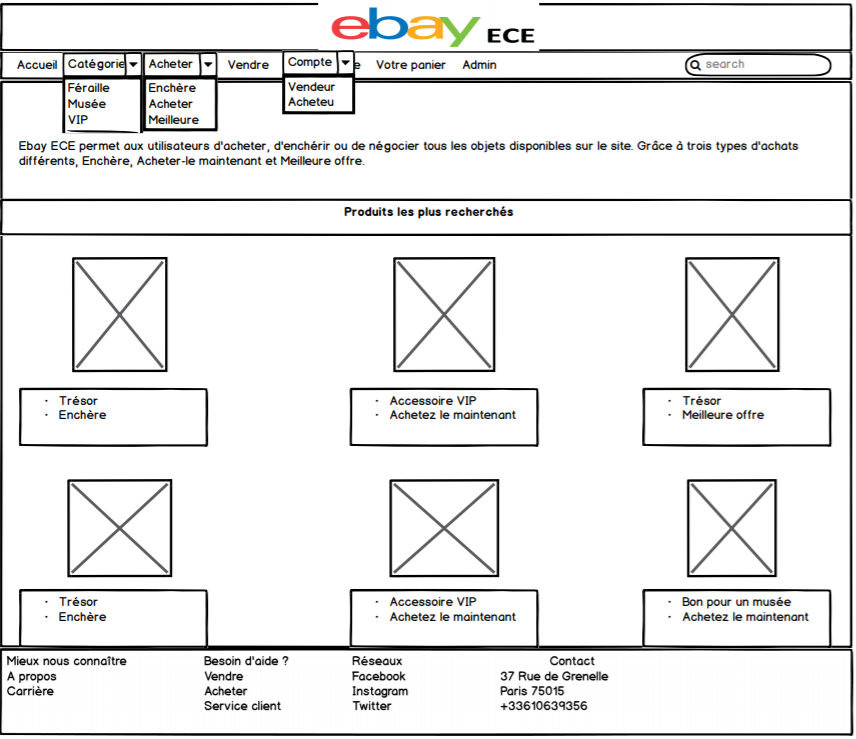 ebay ECE
Accueil Catégorie Acheter Vendre Compte e Votre panier Admin search
Féraille
Musée
VIP
Enchère
Acheter
Meilleure
Vendeur
Acheteu
Ebay ECE permet aux utilisateurs d'acheter, d'enchérir ou de négocier tous les objets disponibles sur le site. Grâce à trois types d'achats
différents, Enchère, Acheter-le maintenant et Meilleure offre.
Produits les plus recherchés
· Trésor
· Enchère
· Accessoire VIP
· Achetez le maintenant
· Trésor
· Meilleure offre
· Trésor
· Enchère
· Accessoire VIP
· Achetez le maintenant
· Bon pour un musée
· Achetez le maintenant
Mieux nous connaître
A propos
Carrière
Besoin d'aide ?
Vendre
Acheter
Service client
Réseaux
Facebook
Instagram
Twitter
Contact
37 Rue de Grenelle
Paris 75015
+33610639356